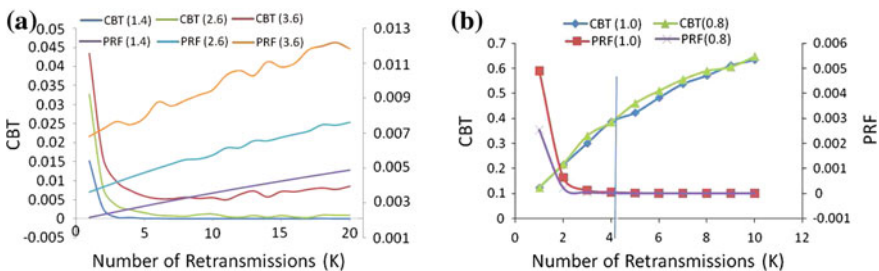 (a)
CBT (1.4) CBT (2.6) CBT (3.6)
PRF (1.4) PRF (2.6) PRF (3.6)
0.05
0.045
0.04
0.035
0.03
0.025
0.02
0.015
0.01
0.005
0
-0.005
CBT
0.013
0.011
0.009
0.007
0.005
0.003
0.001
0 5 10 15 20
Number of Retransmissions (K)
(b)
CBT (1.0) CBT(0.8)
PRF(1.0) PRF(0.8)
0.7
0.6
0.5
0.4
0.3
0.2
0.1
0
CBT
0.006
0.005
0.004
0.003
0.002
0.001
0
-0.001
PRF
0 2 4 6 8 10 12
Number of Retransmissions (K)